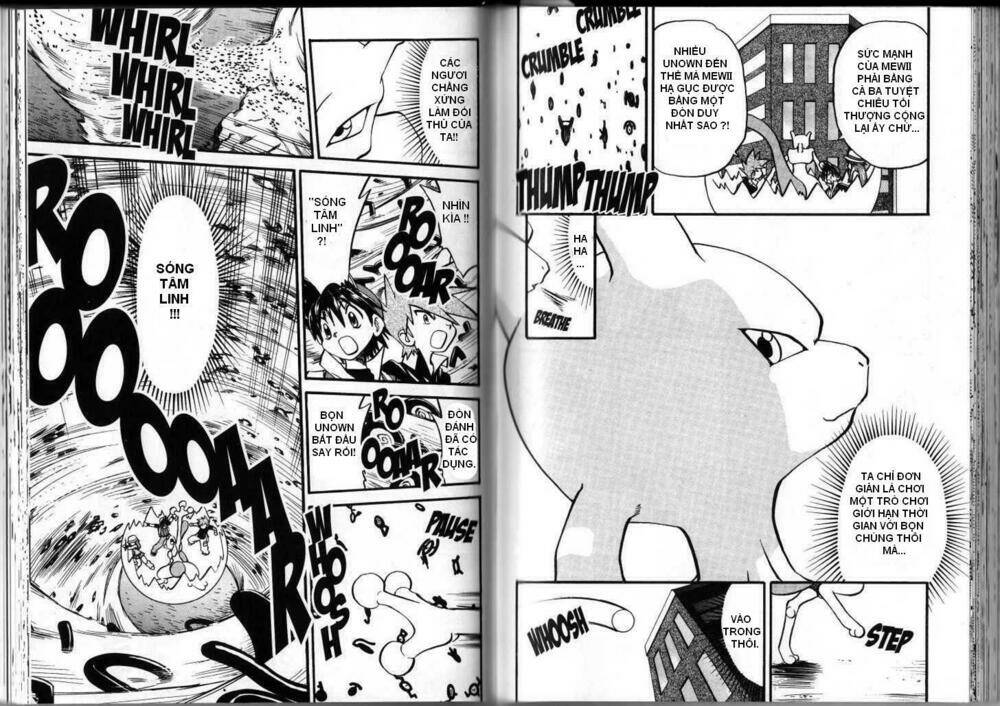 WHIRL
WHIRL
WHIRL
CÁC
NGƯƠI
CHẲNG
XỨNG
LÀM ĐỐI
THỦ CỦA
TA!!
SÓNG
TÂM
LINH
!!!
ROOOOOOOAAAR
"SÓNG
TÂM
LINH"
?!
NHÌN
KÌA !!
ROOOAR
BỌN
UNOWN
BẮT ĐẦU
SAY RỒI!
ROOAAR
ĐÒN
ĐÁNH
ĐÃ CÓ
TÁC
DỤNG.
WHOOSH
PAUSE
CRUMBLE
CRUMBLE
THUMP THUMP
NHIỀU
UNOWN ĐẾN
THẾ MÀ MEWII
HẠ GỤC ĐƯỢC
BẰNG MỘT
ĐÒN DUY
NHẤT SAO ?!
SỨC MẠNH
CỦA MEWII
PHẢI BẰNG
CẢ BA TUYỆT
CHIÊU TỐI
THƯỢNG CỘNG
LẠI ẤY CHỨ...
HA
HA
...
BREATHE
TA CHỈ ĐƠN
GIẢN LÀ CHƠI
MỘT TRÒ CHƠI
GIỚI HẠN THỜI
GIAN VỚI BỌN
CHÚNG THÔI
MÀ...
WHOOSH
VÀO
TRONG
THÔI.
STEP